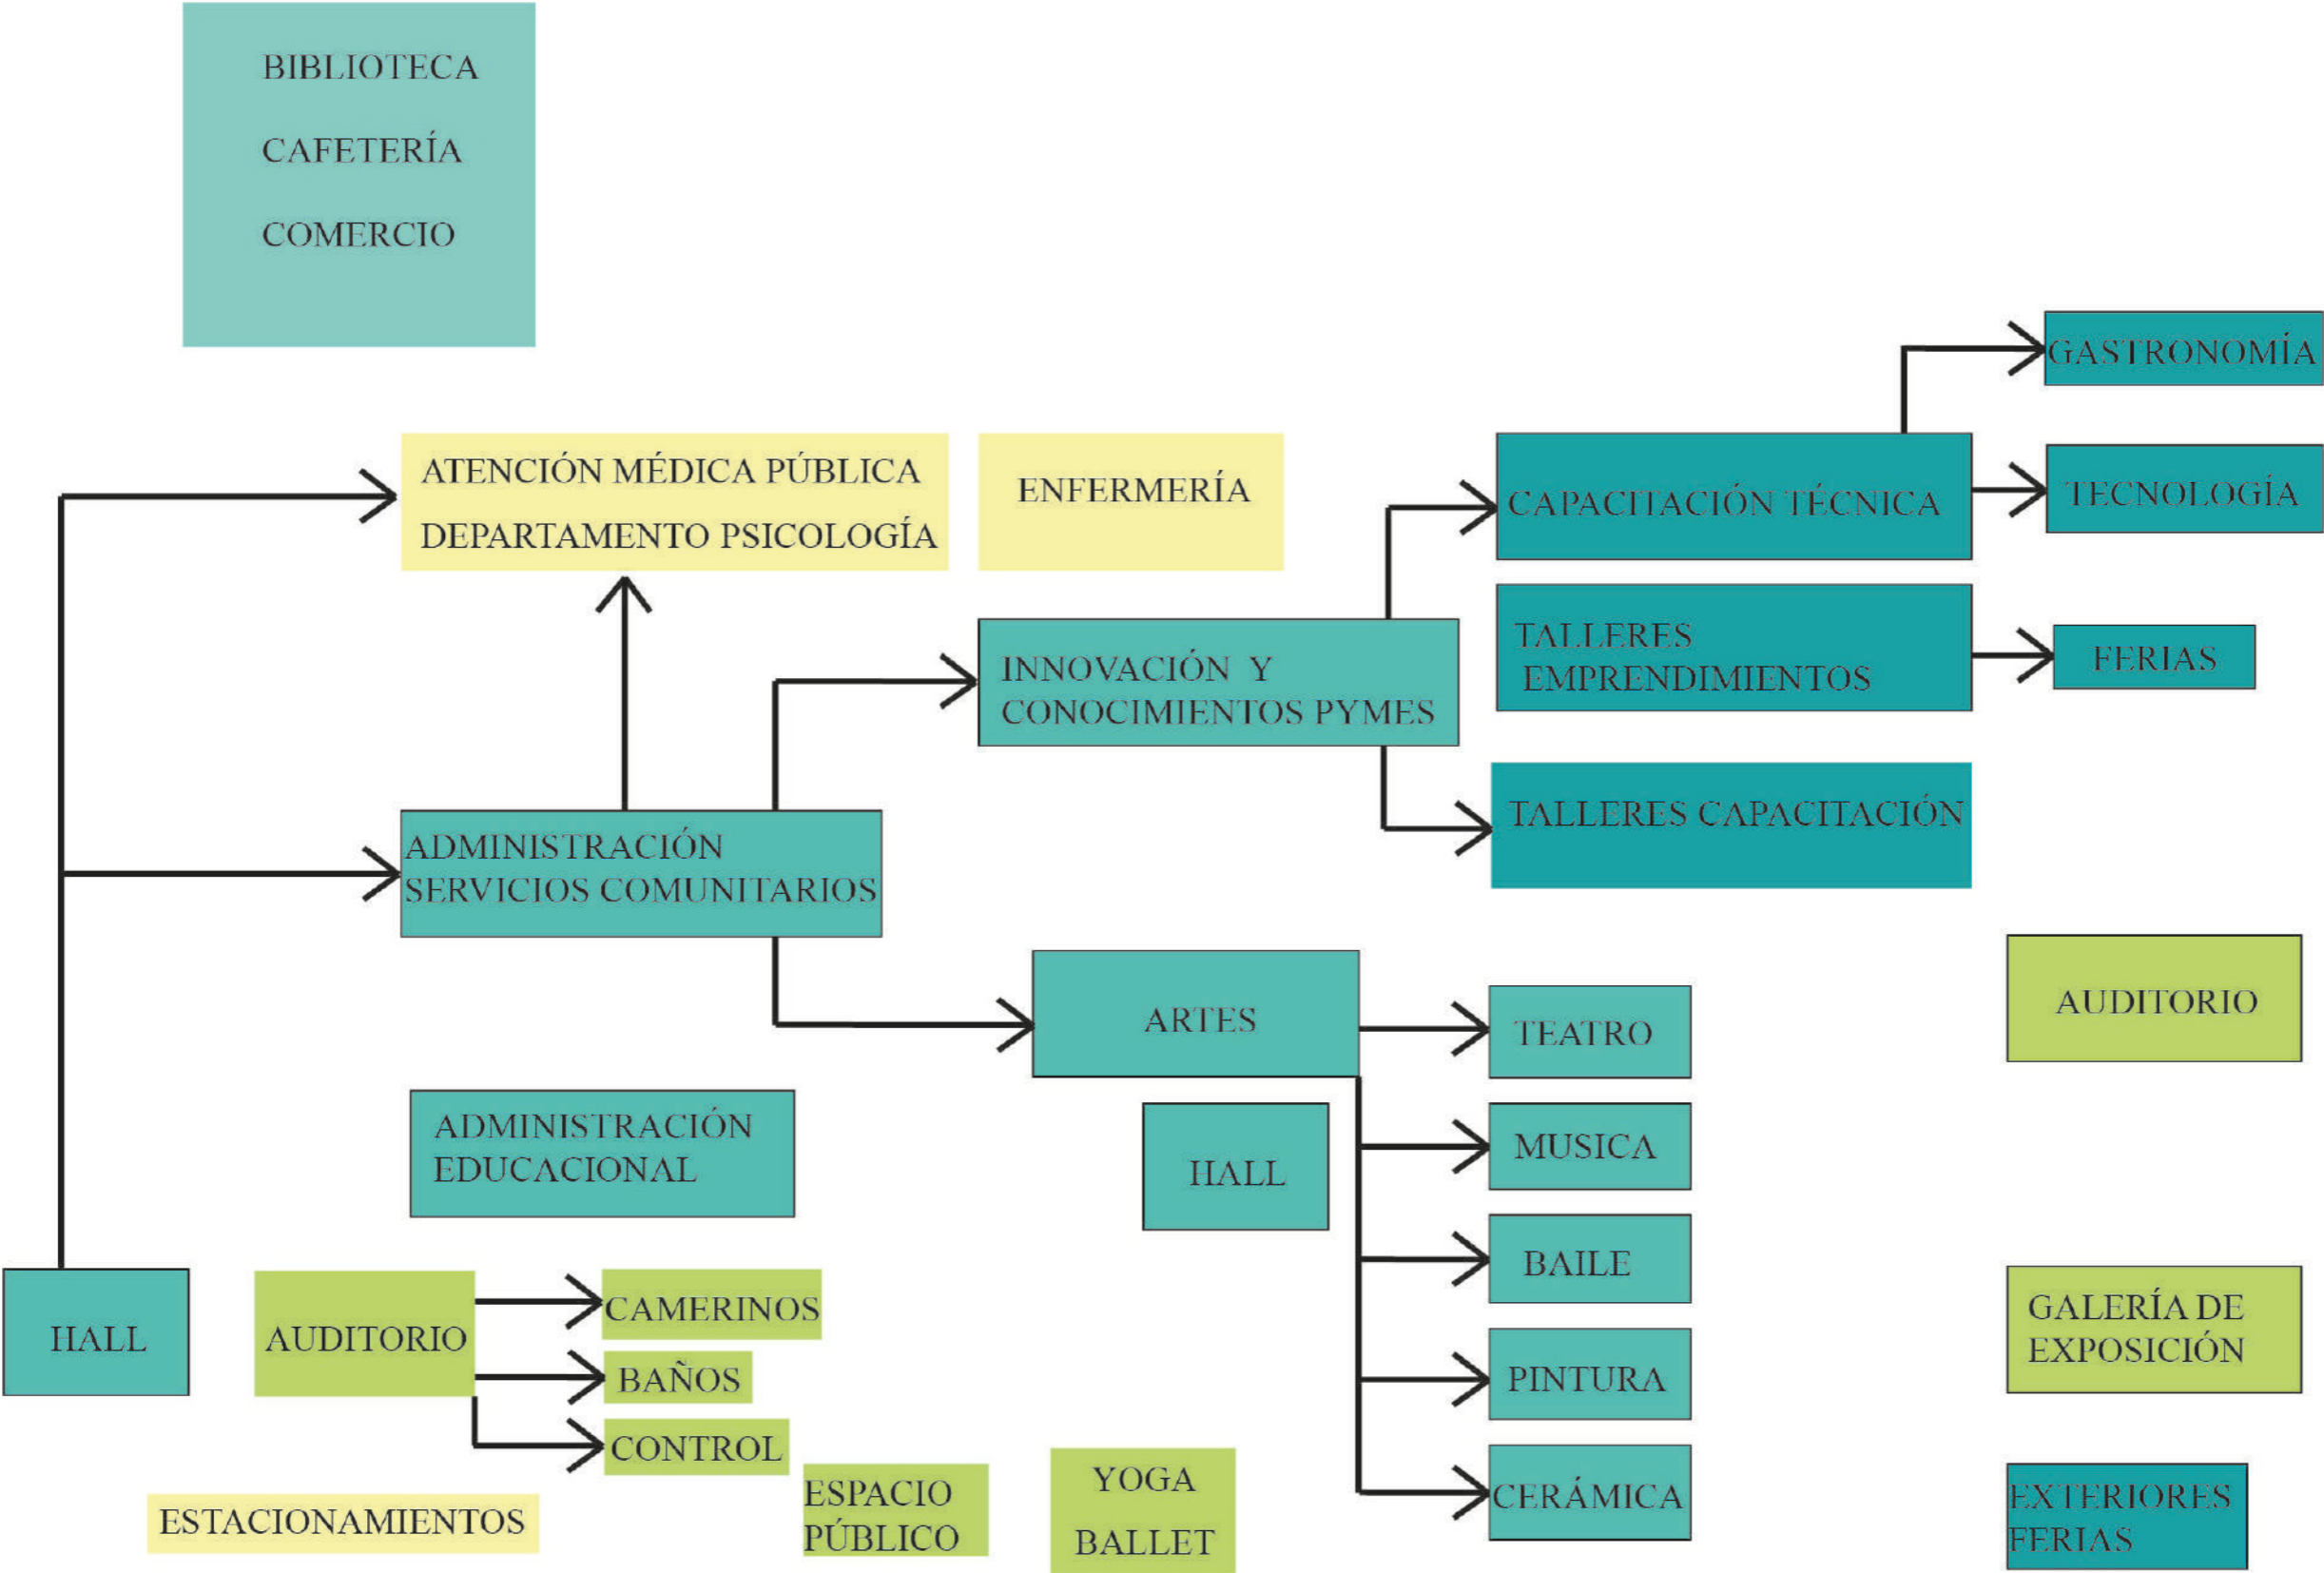 BIBLIOTECA
CAFETERÍA
COMERCIO
GASTRONOMÍA
ATENCIÓN MÉDICA PÚBLICA
DEPARTAMENTO PSICOLOGÍA
ENFERMERÍA
CAPACITACIÓN TÉCNICA
TECNOLOGÍA
TALLERES
EMPRENDIMIENTOS
FERIAS
INNOVACIÓN Y
CONOCIMIENTOS PYMES
TALLERES CAPACITACIÓN
ADMINISTRACIÓN
SERVICIOS COMUNITARIOS
ARTES
TEATRO
AUDITORIO
ADMINISTRACIÓN
EDUCACIONAL
HALL
MUSICA
BAILE
HALL
AUDITORIO
CAMERINOS
BAÑOS
CONTROL
PINTURA
GALERÍA DE
EXPOSICIÓN
ESTACIONAMIENTOS
ESPACIO
PÚBLICO
YOGA
BALLET
CERÁMICA
EXTERIORES
FERIAS